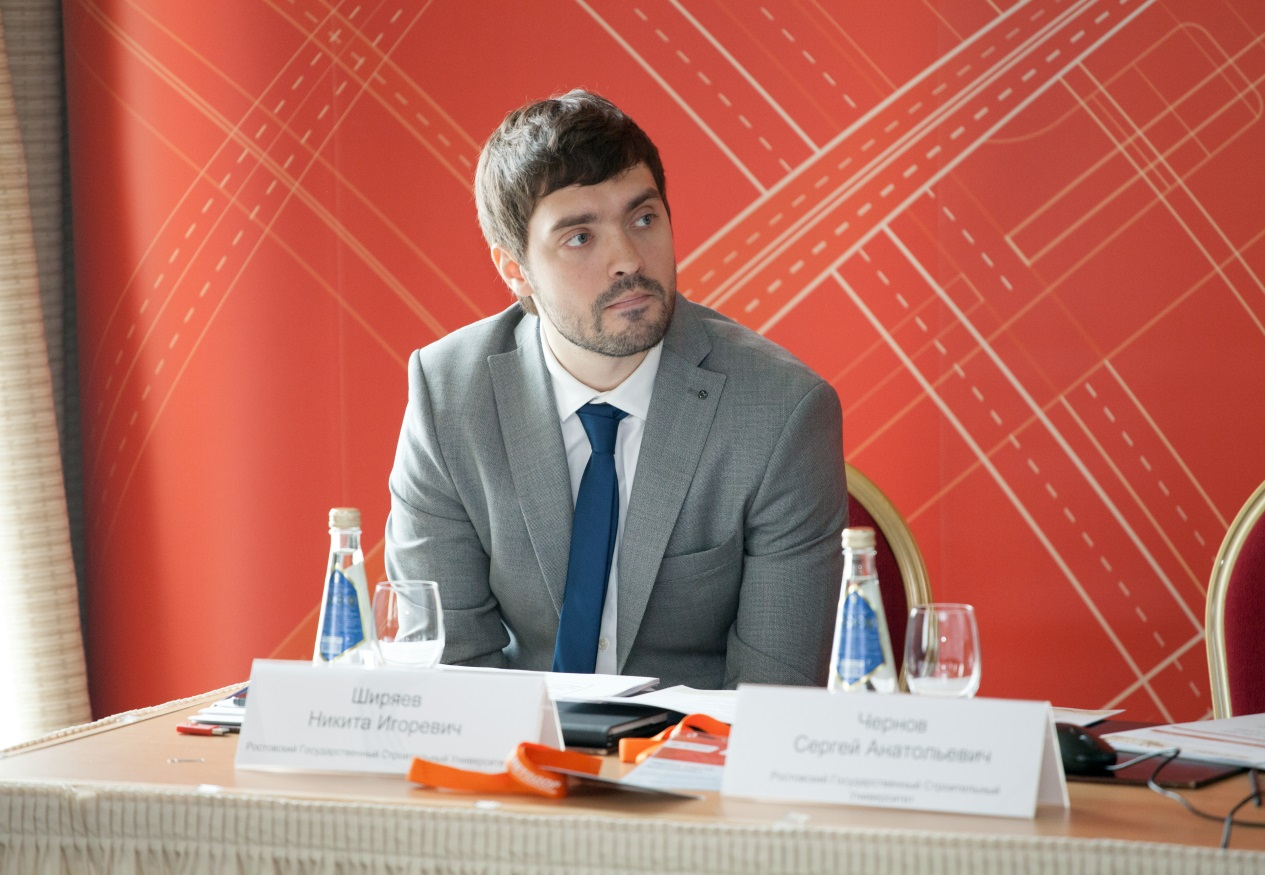 Ширяев
Никита Игоревич
Ростовский Государственный Строительный Университет
Чернов
Сергей Анатольевич
Ростовский Государственный Строительный
Университет